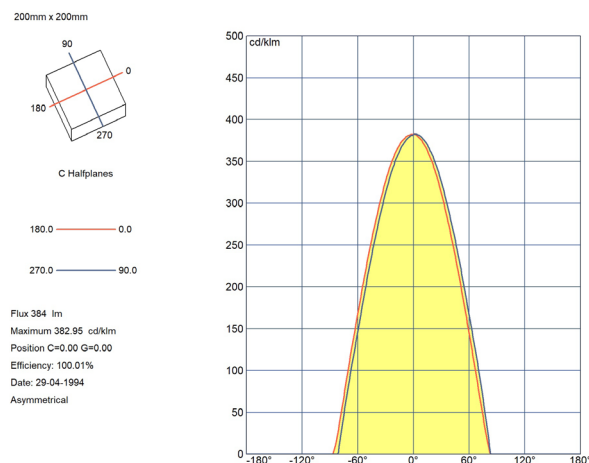 200mm x 200mm
90
0
180
270
C Halfplanes
180.0 0.0
270.0 90.0
Flux 384 lm
Maximum 382.95 cd/klm
Position C=0.00 G=0.00
Efficiency: 100.01%
Date: 29-04-1994
Asymmetrical
500
cd/klm
450
400
350
300
250
200
150
100
50
0
-180° -120° -60° 0° 60° 120° 180°